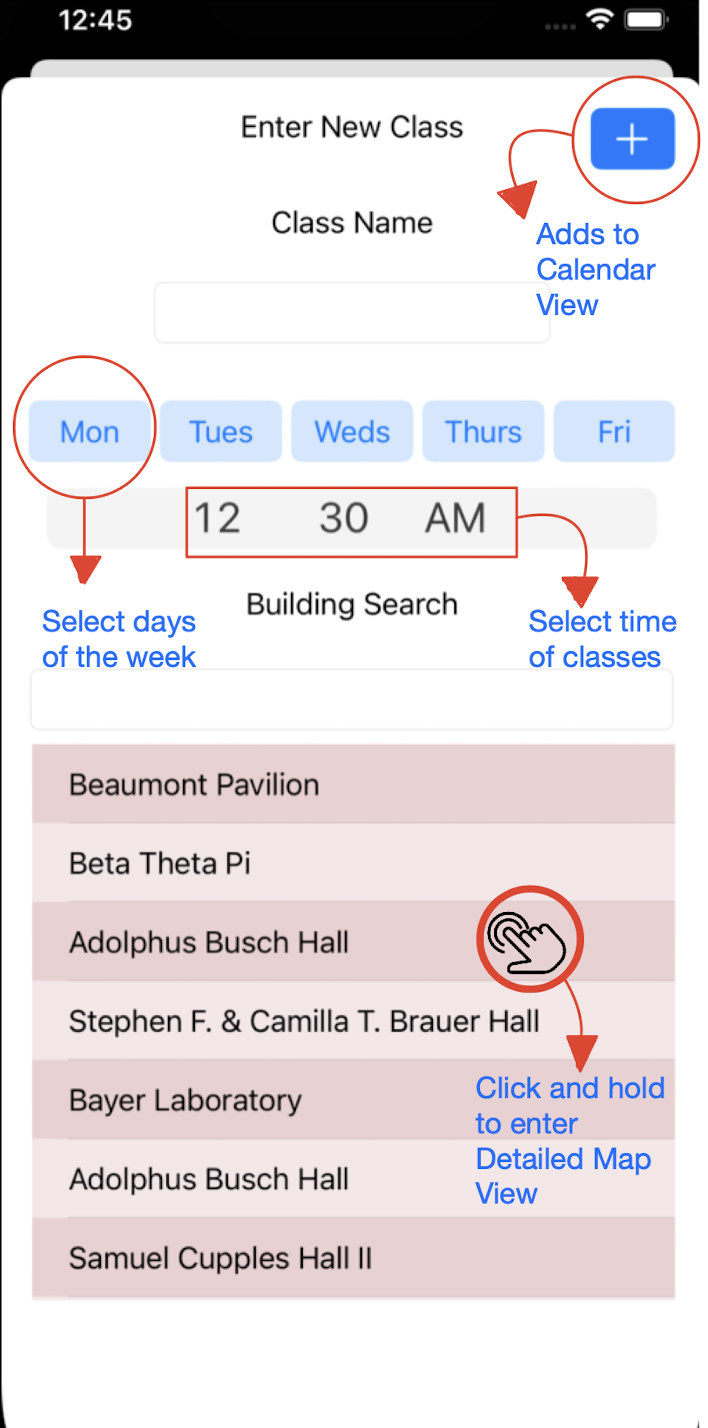 12:45
Enter New Class
Class Name
Adds to
Calendar
View
Mon Tues Weds Thurs Fri
12 30 AM
Building Search
Select days
of the week
Select time
of classes
Beaumont Pavilion
Beta Theta Pi
Adolphus Busch Hall
Stephen F. & Camilla T. Brauer Hall
Bayer Laboratory
Click and hold
to enter
Detailed Map
View
Adolphus Busch Hall
Samuel Cupples Hall II